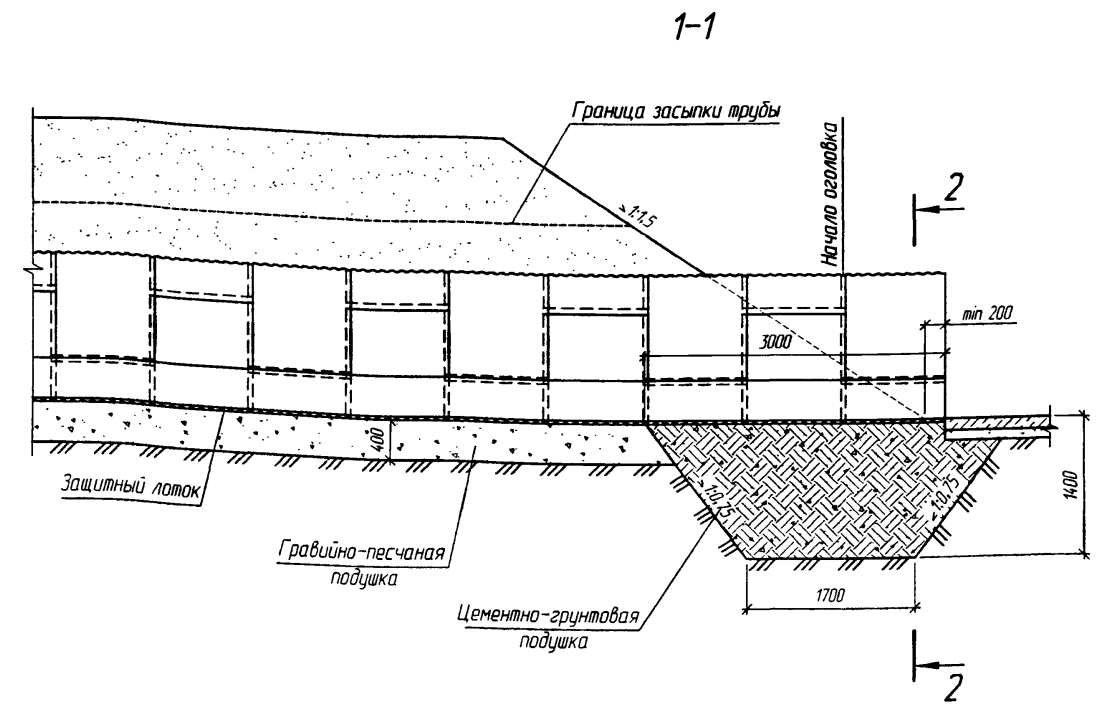 1-1
Граница засыпки трубы
Начало оголовка
2
1:1,5
min 200
3000
400
Защитный лоток
1:0,75
1:0,75
1400
Гравийно-песчаная
подушка
1700
Цементно-грунтовая
подушка
2